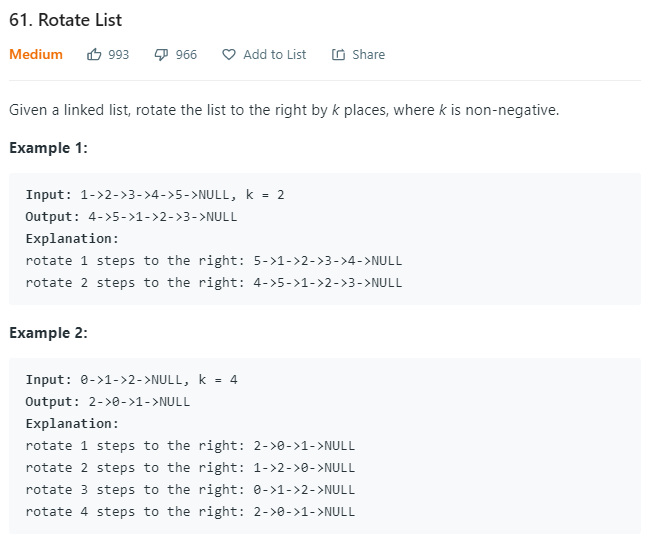 61. Rotate List
Medium 993 966 Add to List Share
Given a linked list, rotate the list to the right by k places, where k is non-negative.
Example 1:
Input: 1->2->3->4->5->NULL, k = 2
Output: 4->5->1->2->3->NULL
Explanation:
rotate 1 steps to the right: 5->1->2->3->4->NULL
rotate 2 steps to the right: 4->5->1->2->3->NULL
Example 2:
Input: 0->1->2->NULL, k = 4
Output: 2->0->1->NULL
Explanation:
rotate 1 steps to the right: 2->0->1->NULL
rotate 2 steps to the right: 1->2->0->NULL
rotate 3 steps to the right: 0->1->2->NULL
rotate 4 steps to the right: 2->0->1->NULL